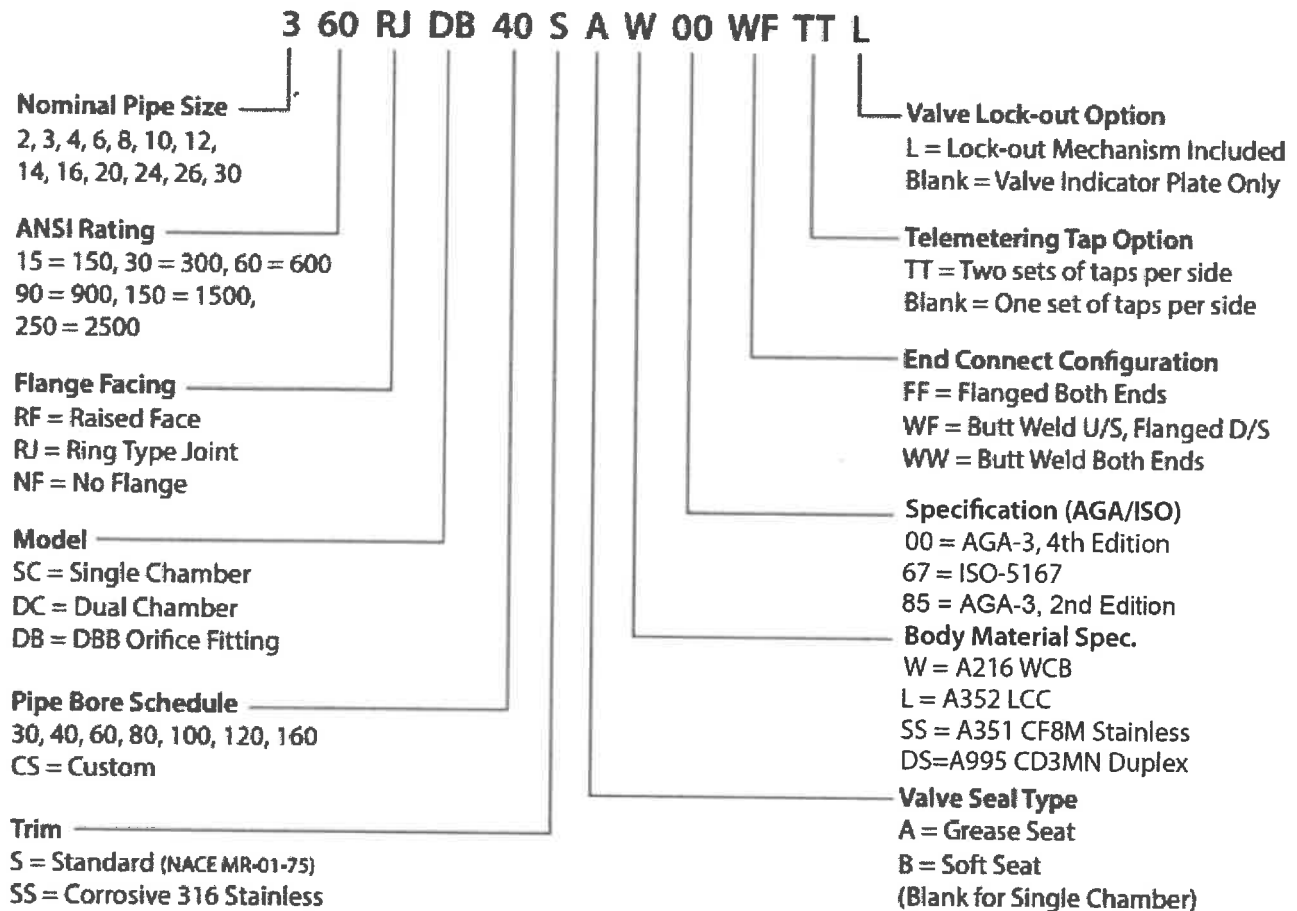 3 60 RJ DB 40 S A W 00 WF TT L
Nominal Pipe Size
2, 3, 4, 6, 8, 10, 12,
14, 16, 20, 24, 26, 30
ANSI Rating
15 = 150, 30 = 300, 60 = 600
90 = 900, 150 = 1500,
250 = 2500
Flange Facing
RF = Raised Face
RJ = Ring Type Joint
NF = No Flange
Model
SC = Single Chamber
DC = Dual Chamber
DB = DBB Orifice Fitting
Pipe Bore Schedule
30, 40, 60, 80, 100, 120, 160
CS = Custom
Trim
S = Standard (NACE MR-01-75)
SS = Corrosive 316 Stainless
Valve Lock-out Option
L = Lock-out Mechanism Included
Blank = Valve Indicator Plate Only
Telemetering Tap Option
TT = Two sets of taps per side
Blank = One set of taps per side
End Connect Configuration
FF = Flanged Both Ends
WF = Butt Weld U/S, Flanged D/S
WW = Butt Weld Both Ends
Specification (AGA/ISO)
00 = AGA-3, 4th Edition
67 = ISO-5167
85 = AGA-3, 2nd Edition
Body Material Spec.
W = A216 WCB
L = A352 LCC
SS = A351 CF8M Stainless
DS=A995 CD3MN Duplex
Valve Seal Type
A = Grease Seat
B = Soft Seat
(Blank for Single Chamber)